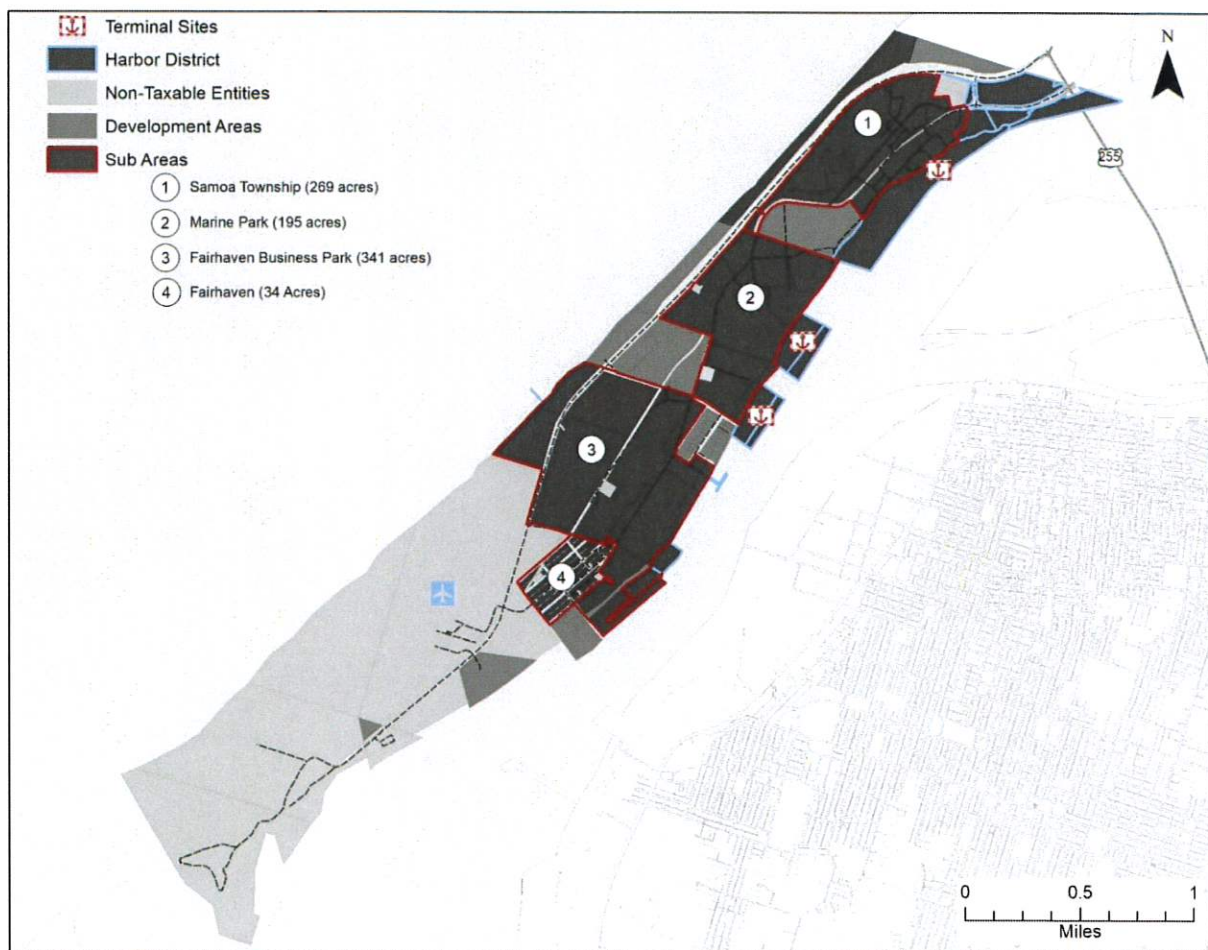 Terminal Sites
Harbor District
Non-Taxable Entities
Development Areas
Sub Areas
1 Samoa Township (269 acres)
2 Marine Park (195 acres)
3 Fairhaven Business Park (341 acres)
4 Fairhaven (34 Acres)
N
1
255
2
3
4
0 0.5 1
Miles